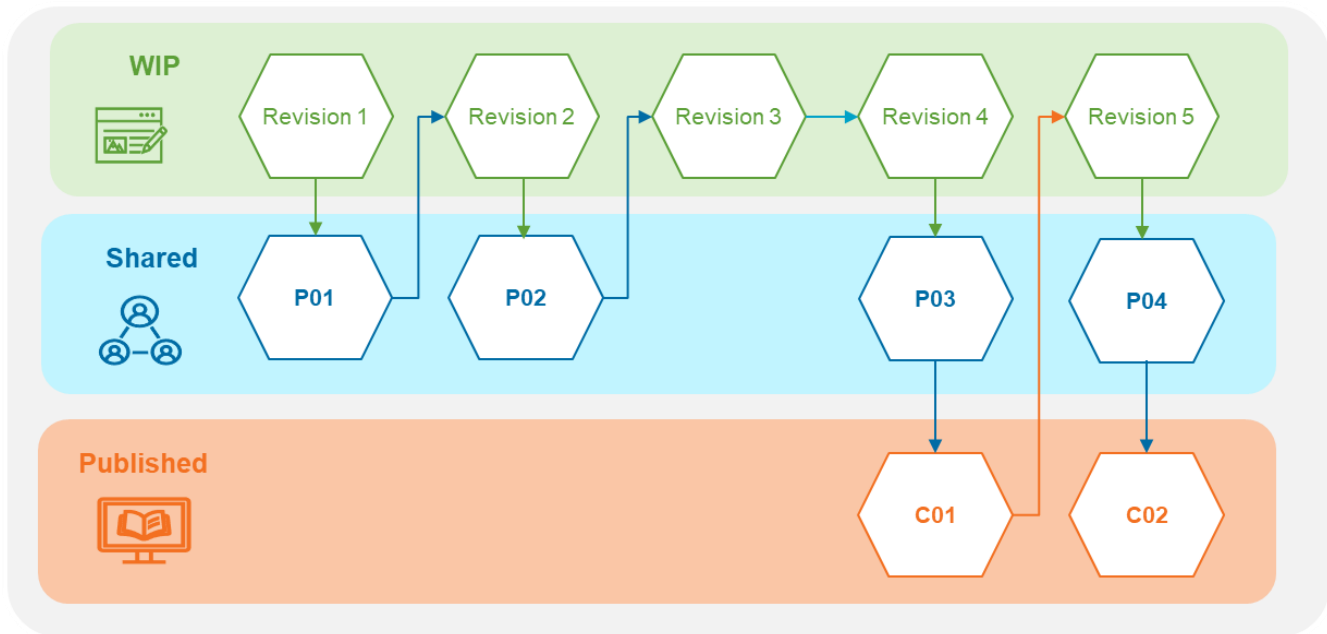 WIP
Revision 1
Revision 2
Revision 3
Revision 4
Revision 5
Shared
P01
P02
P03
P04
Published
C01
C02